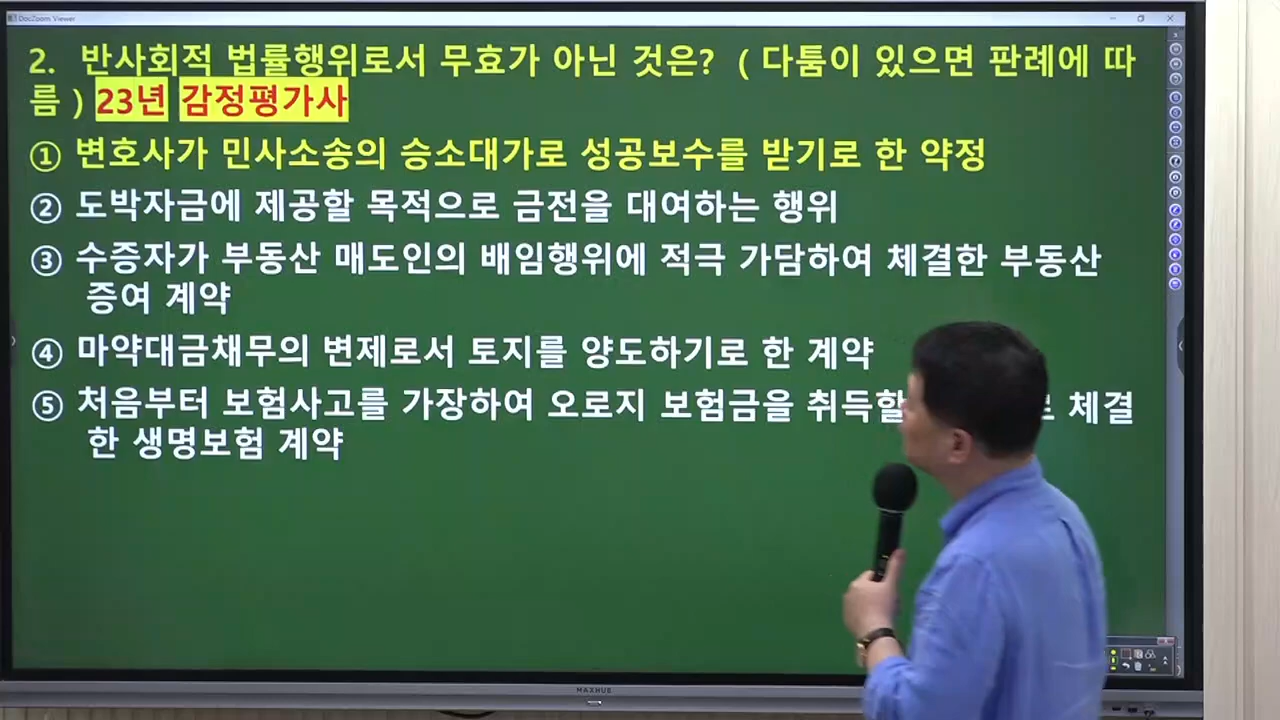 DocZoom Viewer
2. 반사회적 법률행위로서 무효가 아닌 것은? ( 다툼이 있으면 판례에 따
름 ) 23년 감정평가사
① 변호사가 민사소송의 승소대가로 성공보수를 받기로 한 약정
② 도박자금에 제공할 목적으로 금전을 대여하는 행위
③ 수증자가 부동산 매도인의 배임행위에 적극 가담하여 체결한 부동산
증여 계약
④ 마약대금채무의 변제로서 토지를 양도하기로 한 계약
⑤ 처음부터 보험사고를 가장하여 오로지 보험금을 취득할 체결
한 생명보험 계약
MAXHUB